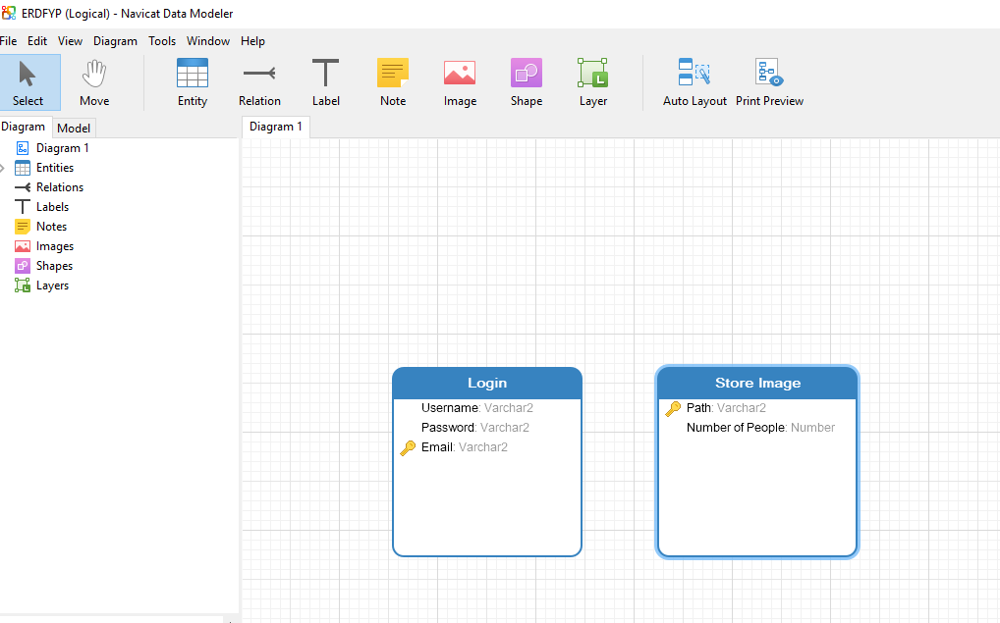 ERDFYP (Logical) - Navicat Data Modeler
File Edit View Diagram Tools Window Help
Select Move Entity Relation Label Note Image Shape Layer Auto Layout Print Preview
Diagram Model
Diagram 1
Diagram 1
Entities
Relations
Labels
Notes
Images
Shapes
Layers
Login
Username: Varchar2
Password: Varchar2
Email: Varchar2
Store Image
Path: Varchar2
Number of People: Number